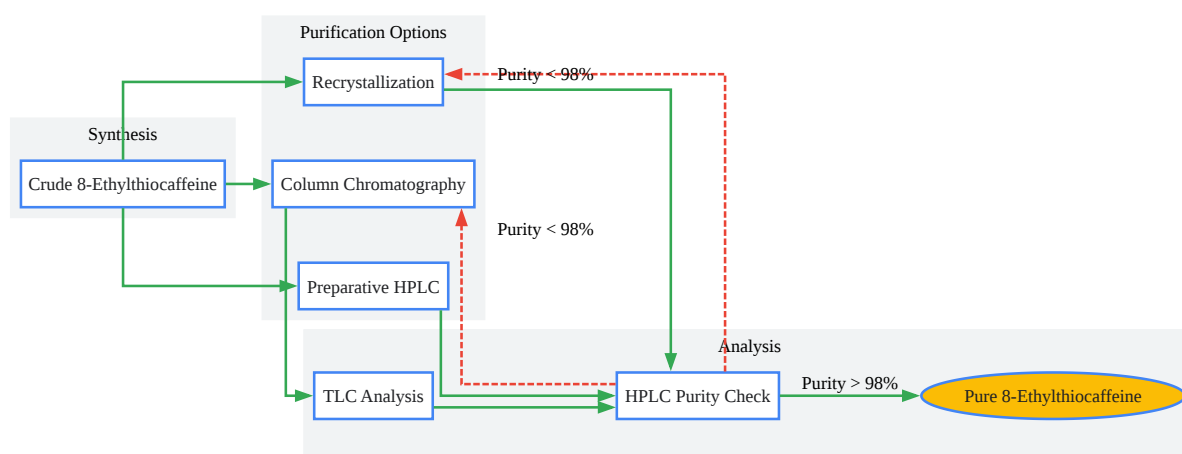 Purification Options
Recrystallization
Purity < 98%
Synthesis
Crude 8-Ethylthiocaffeine
Column Chromatography
Purity < 98%
Preparative HPLC
Analysis
TLC Analysis
HPLC Purity Check
Purity > 98%
Pure 8-Ethylthiocaffeine